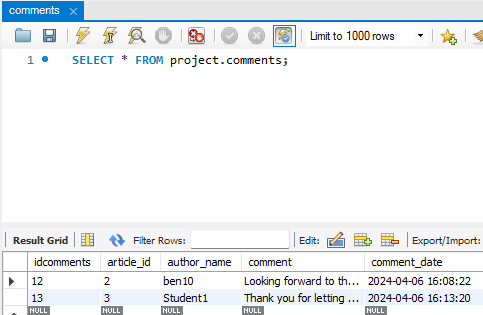 comments
Limit to 1000 rows
1 SELECT * FROM project.comments;
Result Grid Filter Rows: Edit: Export/Import:
idcomments article_id author_name comment comment_date
12 2 ben10 Looking forward to th... 2024-04-06 16:08:22
13 3 Student1 Thank you for letting ... 2024-04-06 16:13:20
NULL NULL NULL NULL NULL